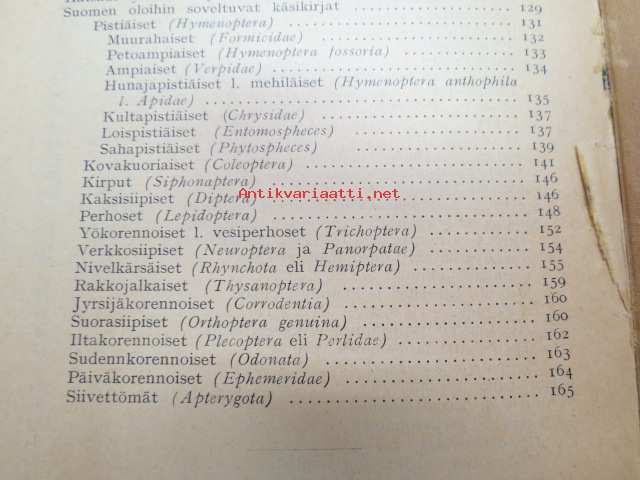 Suomen oloihin soveltuvat käsikirjat 129
Pistiäiset (Hymenoptera) 131
Muurahaiset (Formicidae) 132
Petoampiaiset (Hymenoptera fossoria) 133
Ampiaiset (Verpidae) 134
Hunajapistiäiset l. mehiläiset (Hymenoptera anthophila
l. Apidae) 135
Kultapistiäiset (Chrysidae) 137
Loispistiäiset (Entomospheces) 137
Sahapistiäiset (Phytospheces) 139
Kovakuoriaiset (Coleoptera) 141
Kirput (Siphonaptera) 146
Antikvariaatti.net
Kaksisiipiset (Diptera) 146
Perhoset (Lepidoptera) 148
Yökorennoiset l. vesiperhoset (Trichoptera) 152
Verkkosiipiset (Neuroptera ja Panorpatae) 154
Nivelkärsäiset (Rhynchota eli Hemiptera) 155
Rakkojalkaiset (Thysanoptera) 159
Jyrsijäkorennoiset (Corrodentia) 160
Suorasiipiset (Orthoptera genuina) 160
Iltakorennoiset (Plecoptera eli Perlidae) 162
Sudennkorennoiset (Odonata) 163
Päiväkorennoiset (Ephemeridae) 164
Siivettömät (Apterygota) 165